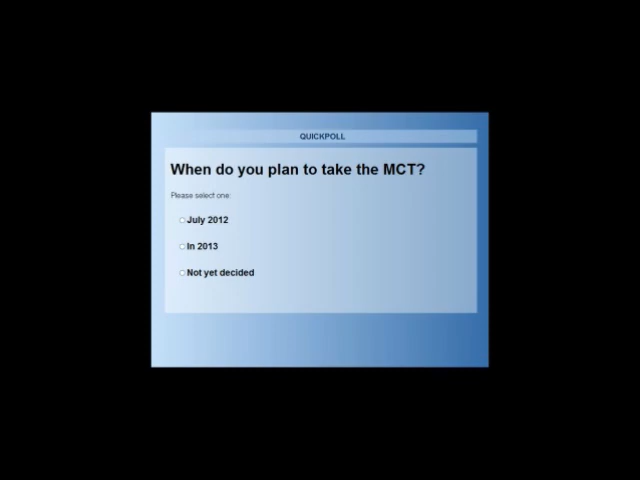 QUICKPOLL
When do you plan to take the MCT?
Please select one:
July 2012
In 2013
Not yet decided